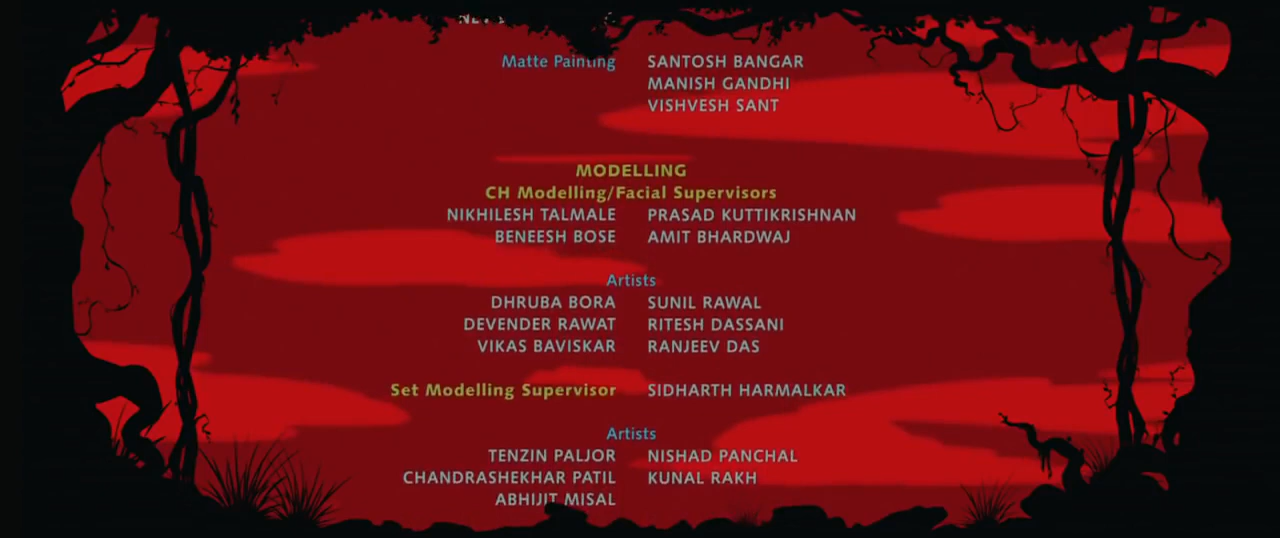 Matte Painting SANTOSH BANGAR
MANISH GANDHI
VISHVESH SANT
MODELLING
CH Modelling/Facial Supervisors
NIKHILESH TALMALE PRASAD KUTTIKRISHNAN
BENEESH BOSE AMIT BHARDWAJ
Artists
DHRUBA BORA SUNIL RAWAL
DEVENDER RAWAT RITESH DASSANI
VIKAS BAVISKAR RANJEEV DAS
Set Modelling Supervisor SIDHARTH HARMALKAR
Artists
TENZIN PALJOR NISHAD PANCHAL
CHANDRASHEKHAR PATIL KUNAL RAKH
ABHIJIT MISAL